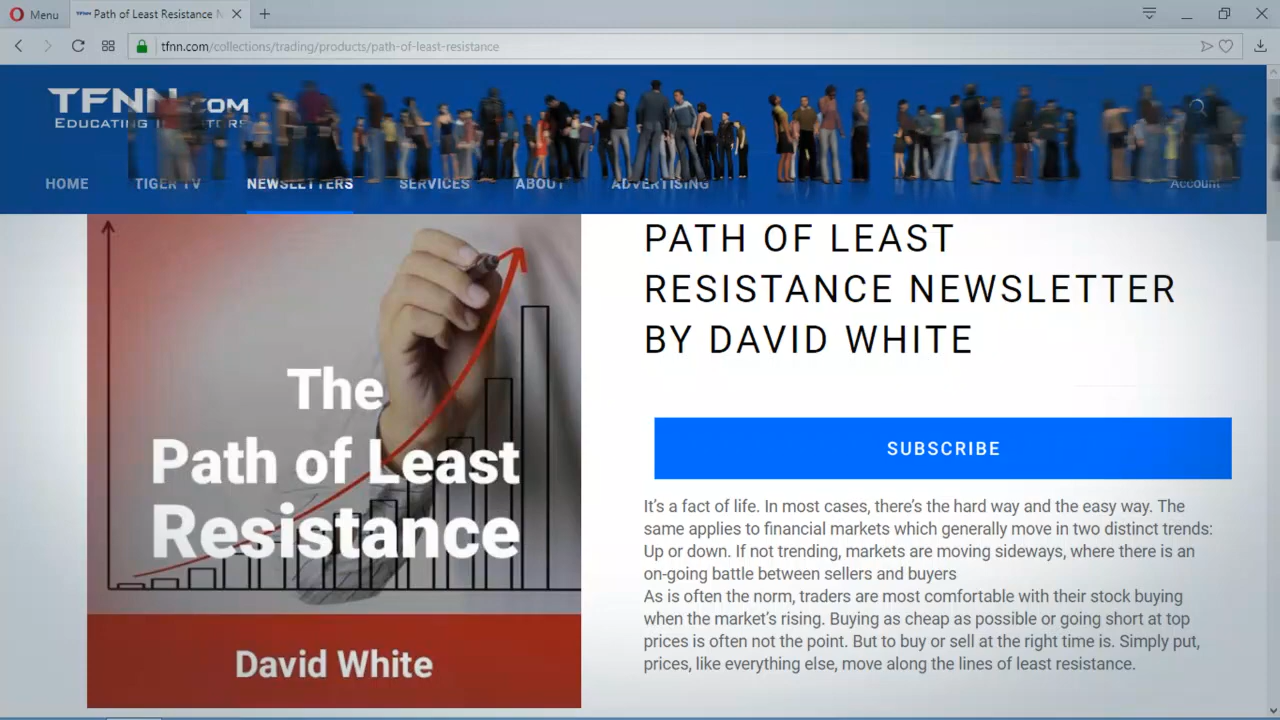 Menu
Path of Least Resistance N
tfnn.com/collections/trading/products/path-of-least-resistance
TFNN.COM
EDUCATING INVESTORS
HOME TIGER TV NEWSLETTERS SERVICES ABOUT ADVERTISING Account
PATH OF LEAST
RESISTANCE NEWSLETTER
BY DAVID WHITE
The
Path of Least
Resistance
David White
SUBSCRIBE
It's a fact of life. In most cases, there's the hard way and the easy way. The
same applies to financial markets which generally move in two distinct trends:
Up or down. If not trending, markets are moving sideways, where there is an
on-going battle between sellers and buyers
As is often the norm, traders are most comfortable with their stock buying
when the market's rising. Buying as cheap as possible or going short at top
prices is often not the point. But to buy or sell at the right time is. Simply put,
prices, like everything else, move along the lines of least resistance.